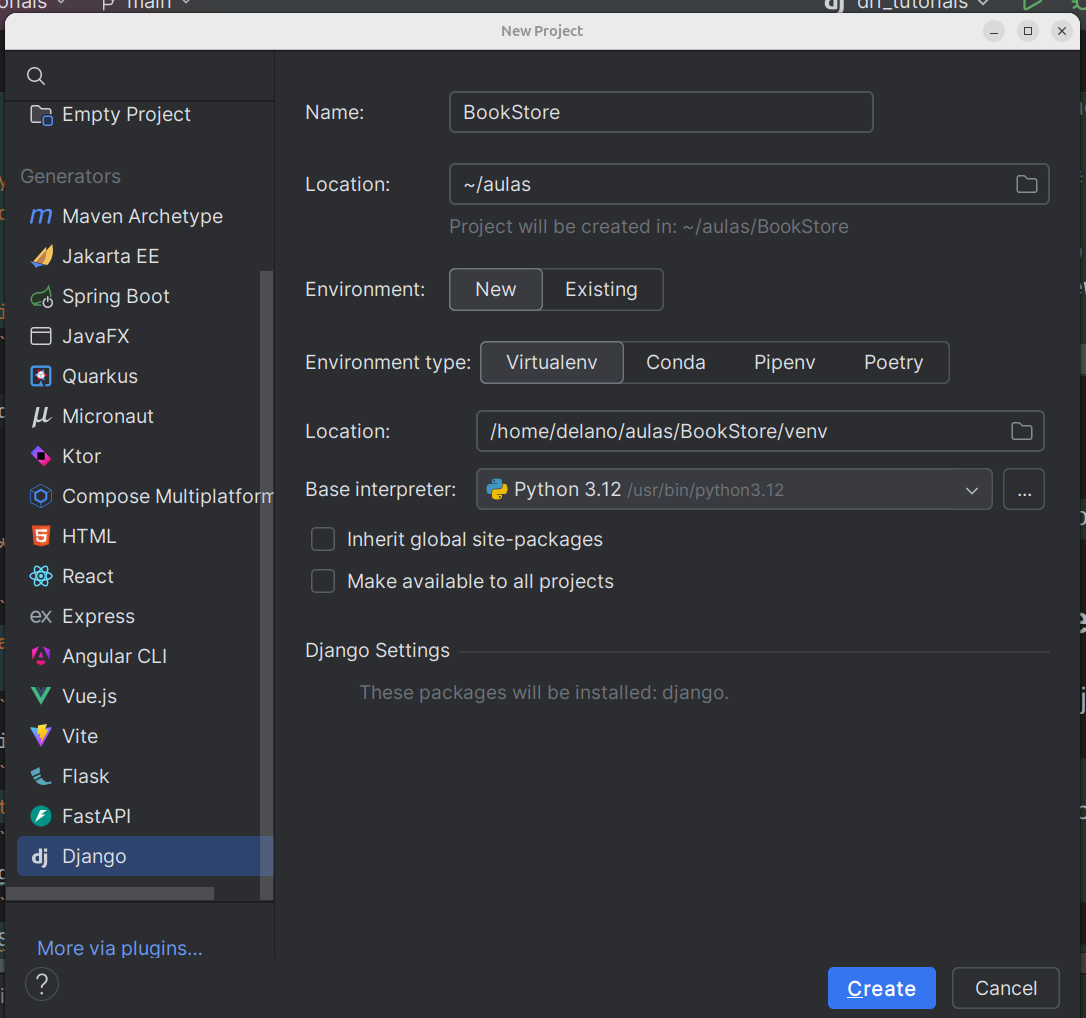 main
drf_tutorials
New Project
Empty Project
Generators
Maven Archetype
Jakarta EE
Spring Boot
JavaFX
Quarkus
Micronaut
Ktor
Compose Multiplatform
HTML
React
ex Express
Angular CLI
Vue.js
Vite
Flask
FastAPI
dj Django
More via plugins...
?
Name: BookStore
Location: ~/aulas
Project will be created in: ~/aulas/BookStore
Environment: New Existing
Environment type: Virtualenv Conda Pipenv Poetry
Location: /home/delano/aulas/BookStore/venv
Base interpreter: Python 3.12 /usr/bin/python3.12 ...
Inherit global site-packages
Make available to all projects
Django Settings
These packages will be installed: django.
Create Cancel